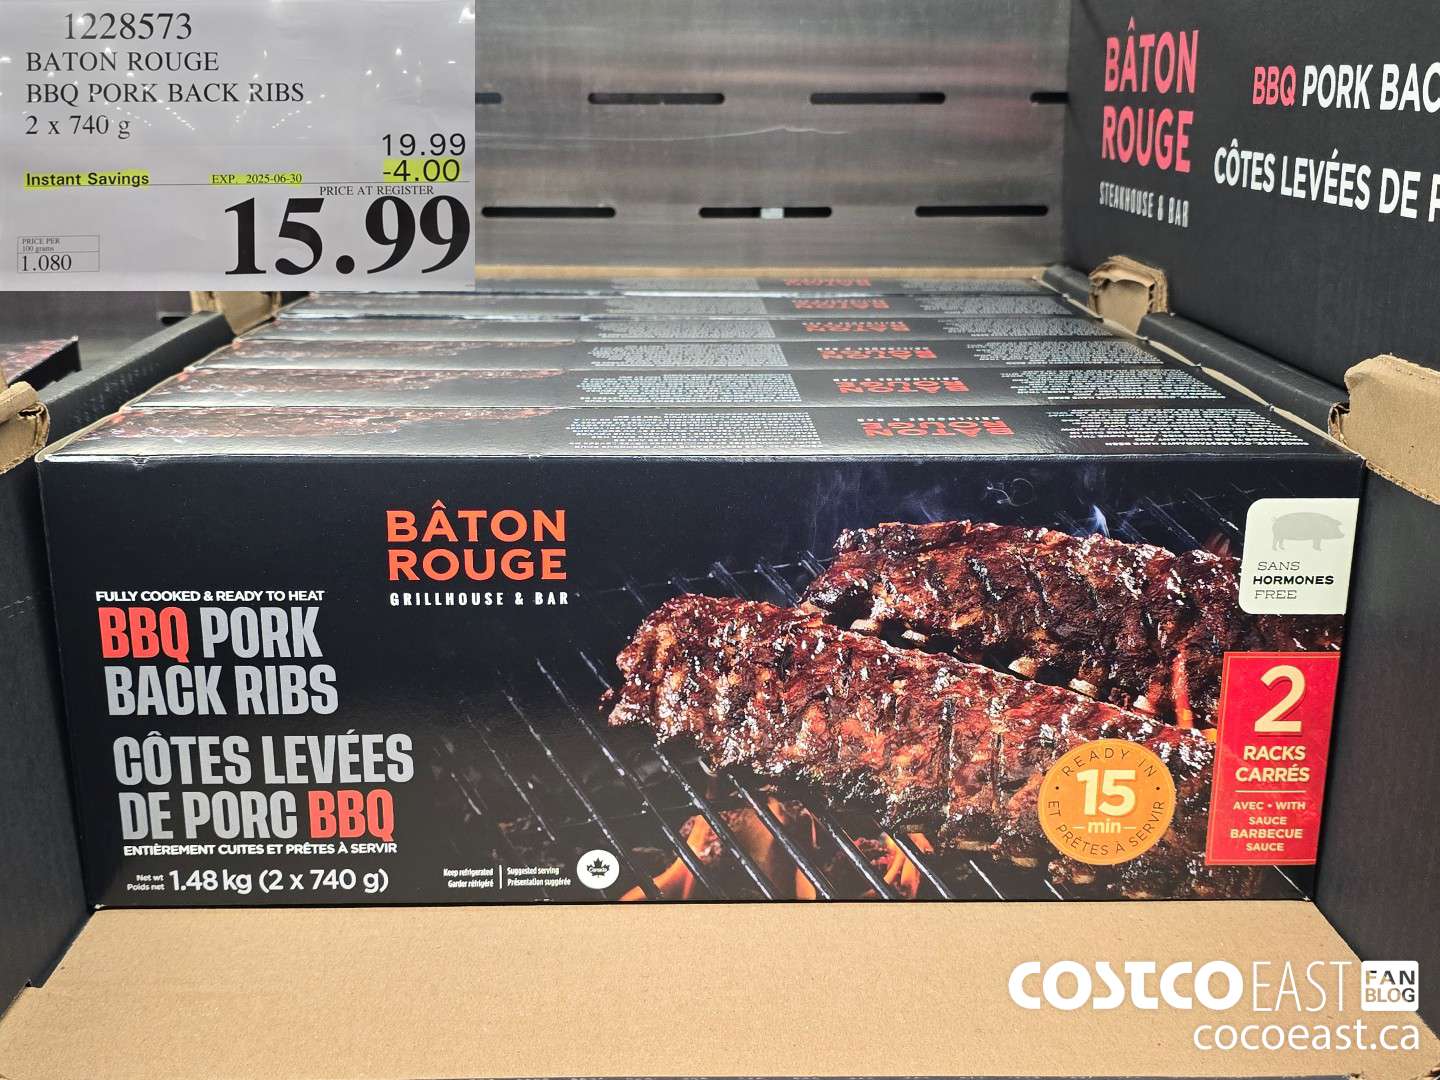 1228573
BATON ROUGE
BBQ PORK BACK RIBS
2 x 740 g
19.99
Instant Savings EXP. 2025-06-30 -4.00
PRICE AT REGISTER
15.99
PRICE PER
100 grams
1.080
BÂTON
ROUGE
STEAKHOUSE & BAR
BBQ PORK BAC
CÔTES LEVÉES DE P
BÂTON
ROUGE
GRILLHOUSE & BAR
FULLY COOKED & READY TO HEAT
BBQ PORK
BACK RIBS
CÔTES LEVÉES
DE PORC BBQ
ENTIÈREMENT CUITES ET PRÊTES À SERVIR
Net wt
Poids net 1.48 kg (2 x 740 g)
Keep refrigerated
Garder réfrigéré
Suggested serving
Présentation suggérée
Canada
SANS
HORMONES
FREE
2
RACKS
CARRÉS
AVEC • WITH
SAUCE
BARBECUE
SAUCE
READY IN
15
min
ET PRÊTES À SERVIR
BÂTON
ROUGE
GRILLHOUSE & BAR
COSTCO EAST FAN
BLOG
cocoeast.ca